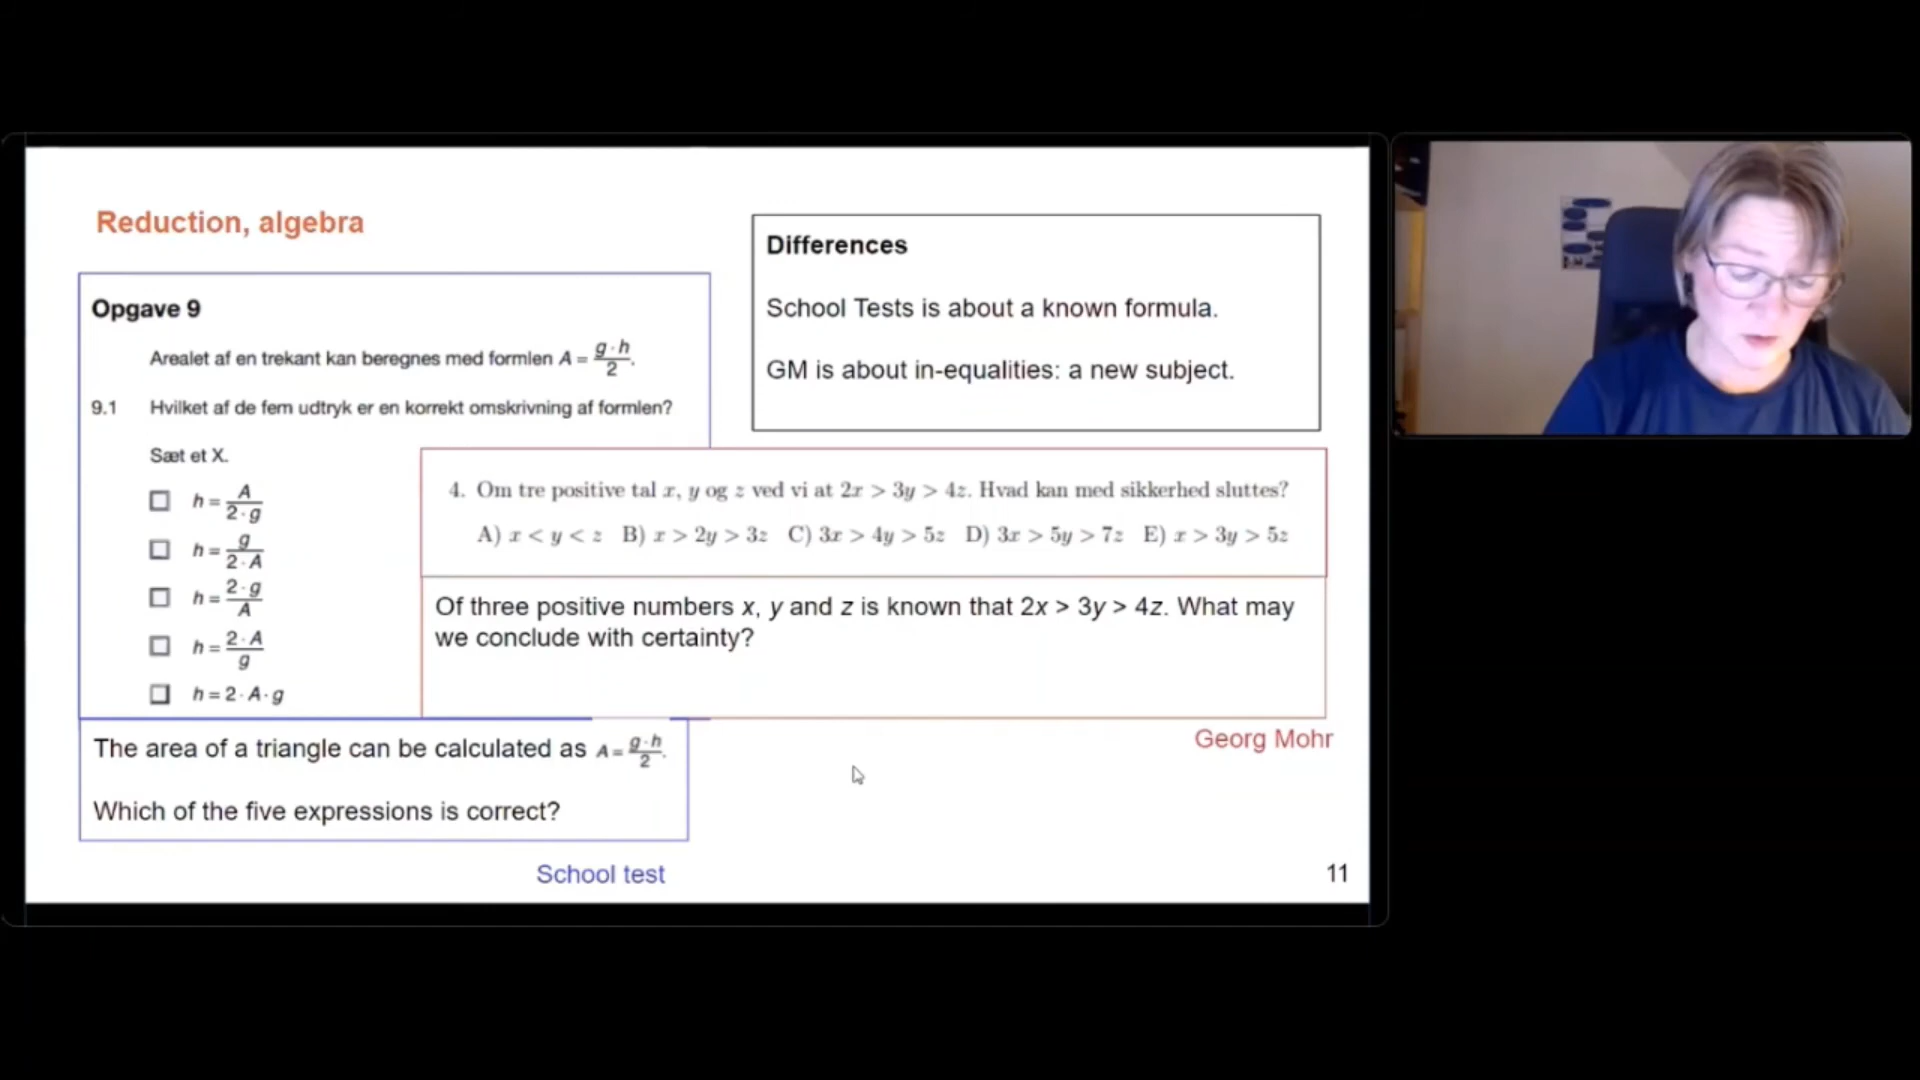 Reduction, algebra
Opgave 9
Arealet af en trekant kan beregnes med formlen A = g · h / 2.
9.1 Hvilket af de fem udtryk er en korrekt omskrivning af formlen?
Sæt et X.
h = A / 2 · g
h = g / 2 · A
h = 2 · g / A
h = 2 · A / g
h = 2 · A · g
The area of a triangle can be calculated as A = g · h / 2.
Which of the five expressions is correct?
School test
Differences
School Tests is about a known formula.
GM is about in-equalities: a new subject.
4. Om tre positive tal x, y og z ved vi at 2x > 3y > 4z. Hvad kan med sikkerhed sluttes?
A) x < y < z B) x > 2y > 3z C) 3x > 4y > 5z D) 3x > 5y > 7z E) x > 3y > 5z
Of three positive numbers x, y and z is known that 2x > 3y > 4z. What may
we conclude with certainty?
Georg Mohr
11